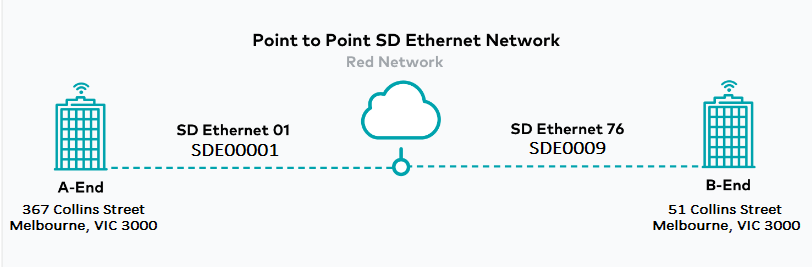 Point to Point SD Ethernet Network
Red Network
SD Ethernet 01
SDE00001
SD Ethernet 76
SDE0009
A-End
367 Collins Street
Melbourne, VIC 3000
B-End
51 Collins Street
Melbourne, VIC 3000